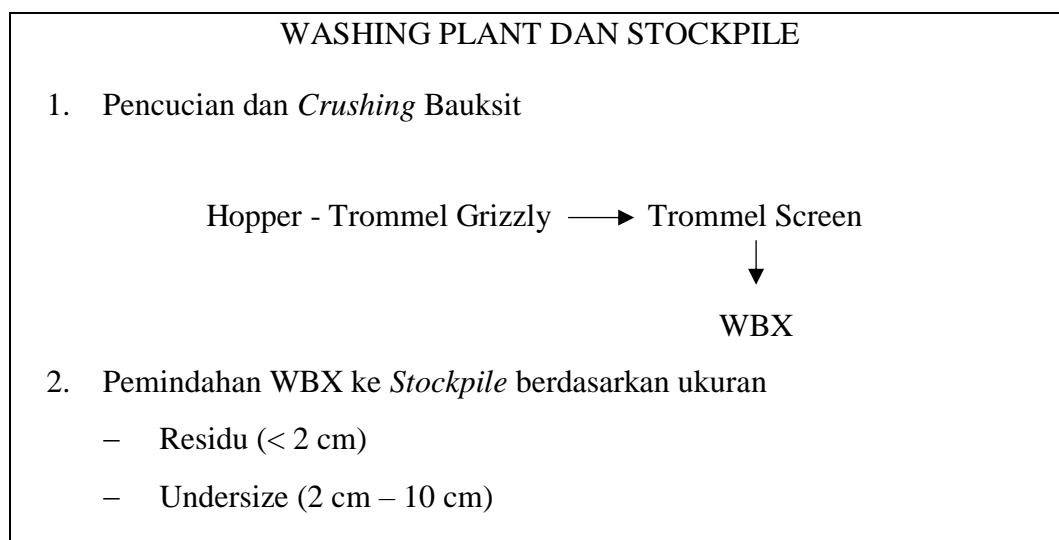 WASHING PLANT DAN STOCKPILE
1. Pencucian dan Crushing Bauksit
Hopper - Trommel Grizzly → Trommel Screen
↓
WBX
2. Pemindahan WBX ke Stockpile berdasarkan ukuran
− Residu (< 2 cm)
− Undersize (2 cm – 10 cm)